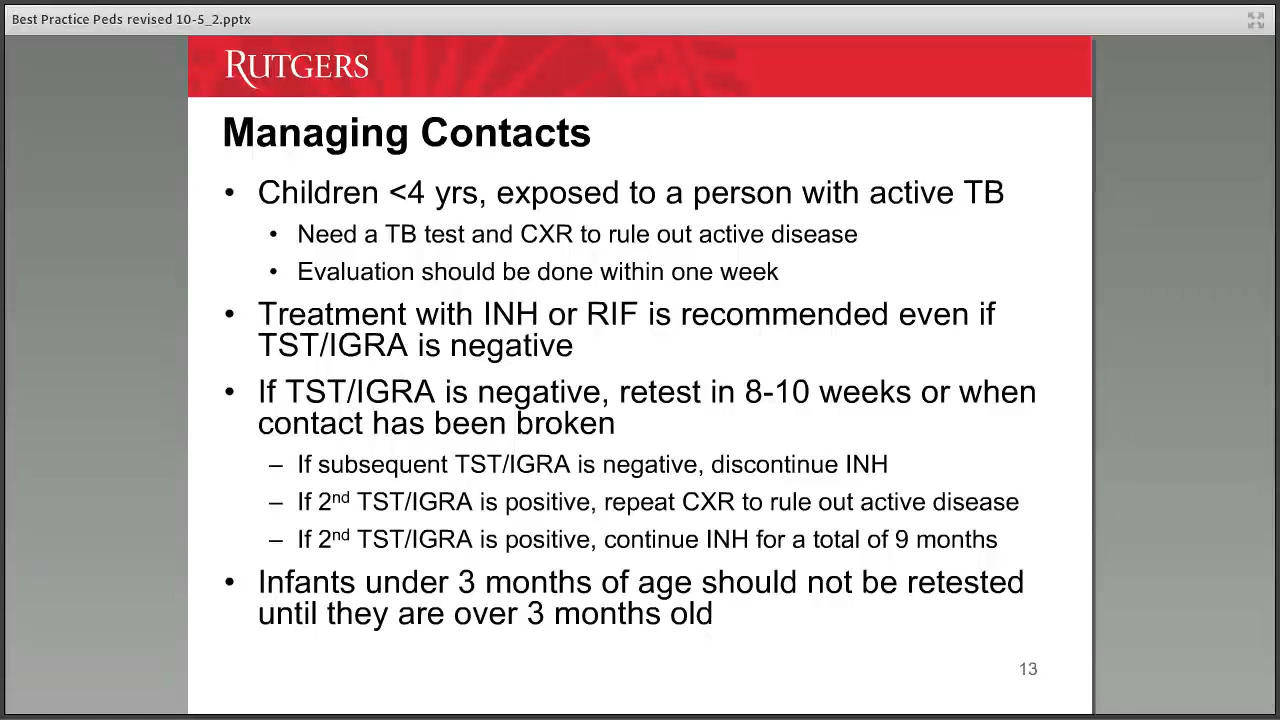 Best Practice Peds revised 10-5_2.pptx
RUTGERS
Managing Contacts
• Children <4 yrs, exposed to a person with active TB
• Need a TB test and CXR to rule out active disease
• Evaluation should be done within one week
• Treatment with INH or RIF is recommended even if
TST/IGRA is negative
• If TST/IGRA is negative, retest in 8-10 weeks or when
contact has been broken
– If subsequent TST/IGRA is negative, discontinue INH
– If 2nd TST/IGRA is positive, repeat CXR to rule out active disease
– If 2nd TST/IGRA is positive, continue INH for a total of 9 months
• Infants under 3 months of age should not be retested
until they are over 3 months old
13